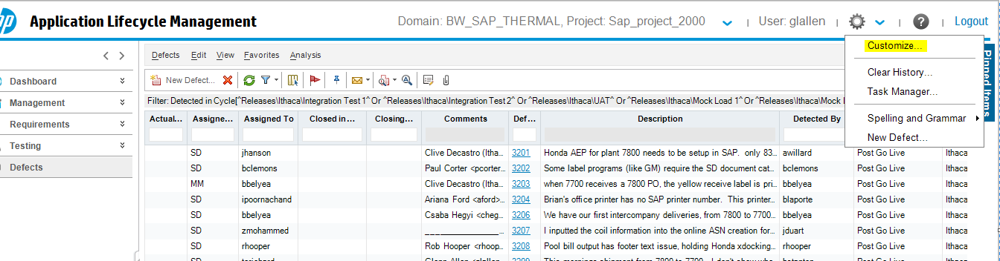 hp Application Lifecycle Management Domain: BW_SAP_THERMAL, Project: Sap_project_2000 | User: glallen | | ? | Logout
Customize...
Clear History...
Task Manager...
Spelling and Grammar
New Defect...
Pinned Items
Dashboard
Management
Requirements
Testing
Defects
Defects Edit View Favorites Analysis
New Defect...
Filter: Detected in Cycle[^Releases\Ithaca\Integration Test 1^ Or ^Releases\Ithaca\Integration Test 2^ Or ^Releases\Ithaca\UAT^ Or ^Releases\Ithaca\Mock Load 1^ Or ^Releases\Ithaca\Mock
Actual... Assigne... Assigned To Closed in... Closing... Comments Def... Description Detected By
SD jhanson Clive Decastro (Itha... 3201 Honda AEP for plant 7800 needs to be setup in SAP. only 83... awillard Post Go Live Ithaca
SD bclemons Paul Corter <pcorter... 3202 Some label programs (like GM) require the SD document cat... bclemons Post Go Live Ithaca
MM bbelyea Clive Decastro (Itha... 3203 when 7700 receives a 7800 PO, the yellow receive label is pri... bbelyea Post Go Live Ithaca
SD ipoornachand Ariana Ford <aford>... 3204 Brian's office printer has no SAP printer number. This printer... blaporte Post Go Live Ithaca
SD bbelyea Csaba Hegyi <cheg... 3206 We have our first intercompany deliveries, from 7800 to 7700... bbelyea Post Go Live Ithaca
SD zmohammed ________________... 3207 I inputted the coil information into the online ASN creation for... jduart Post Go Live Ithaca
SD rhooper Rob Hooper <rhoop... 3208 Pool bill output has footer text issue, holding Honda xdocking... rhooper Post Go Live Ithaca